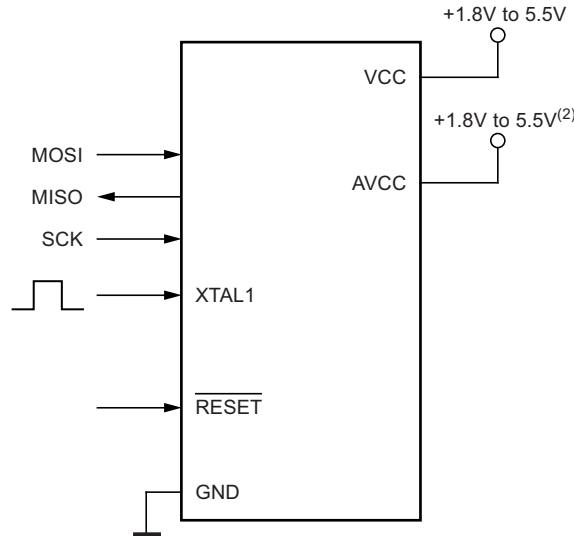 +1.8V to 5.5V
VCC
+1.8V to 5.5V(2)
MOSI
MISO
AVCC
SCK
XTAL1
RESET
GND